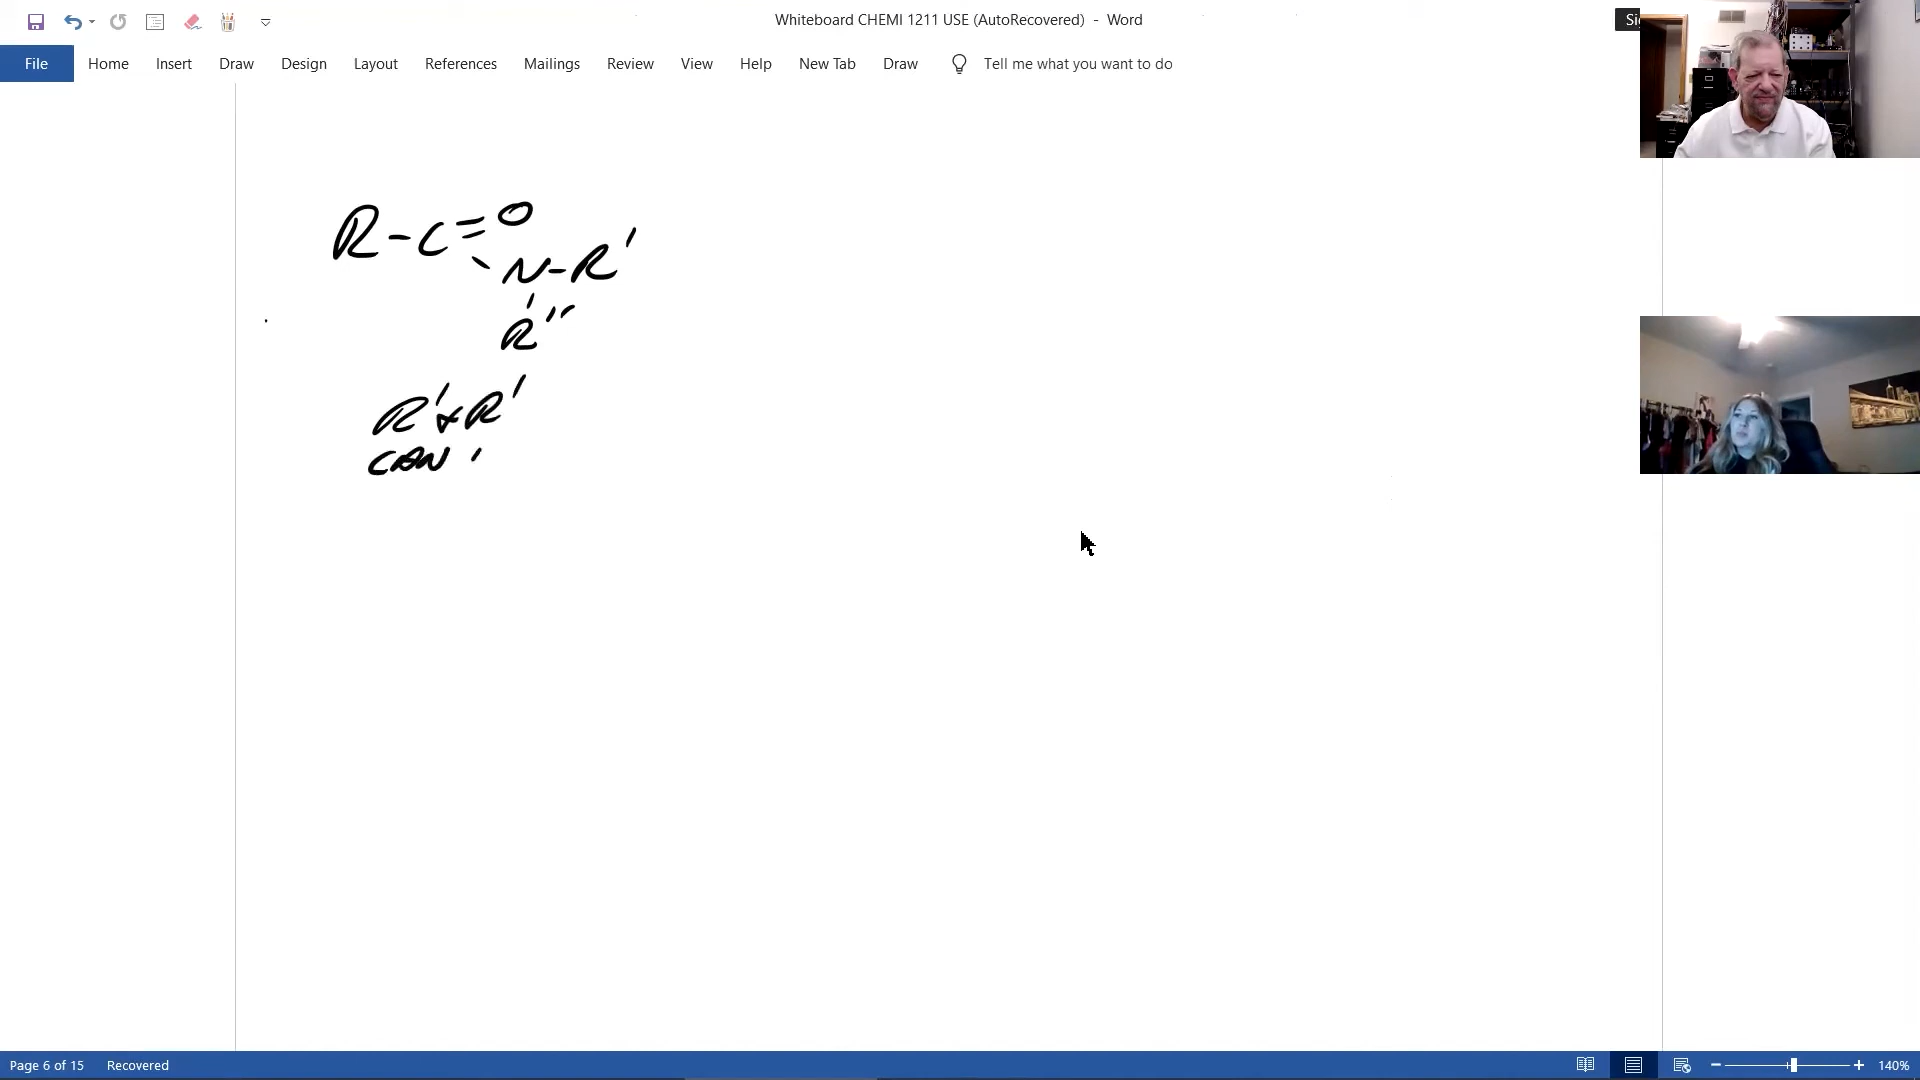 Whiteboard CHEMI 1211 USE (AutoRecovered) - Word
File Home Insert Draw Design Layout References Mailings Review View Help New Tab Draw Tell me what you want to do
R-C=O
N-R'
R''
R'&R'
CAN '
Page 6 of 15 Recovered 140%